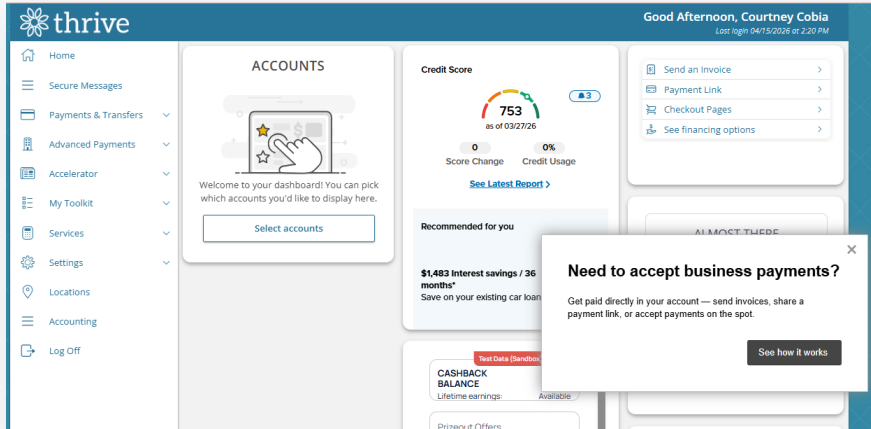 thrive
Good Afternoon, Courtney Cobia
Last login 04/15/2026 at 2:20 PM
Home
Secure Messages
Payments & Transfers
Advanced Payments
Accelerator
My Toolkit
Services
Settings
Locations
Accounting
Log Off
ACCOUNTS
Welcome to your dashboard! You can pick
which accounts you'd like to display here.
Select accounts
Credit Score
3
753
as of 03/27/26
0
Score Change
0%
Credit Usage
See Latest Report
Recommended for you
$1,483 Interest savings / 36
months*
Save on your existing car loan
Test Data (Sandbox
CASHBACK
BALANCE
Lifetime earnings:
Available
Prizeout Offers
Send an Invoice
Payment Link
Checkout Pages
See financing options
ALMOST THERE
Need to accept business payments?
Get paid directly in your account — send invoices, share a
payment link, or accept payments on the spot.
See how it works